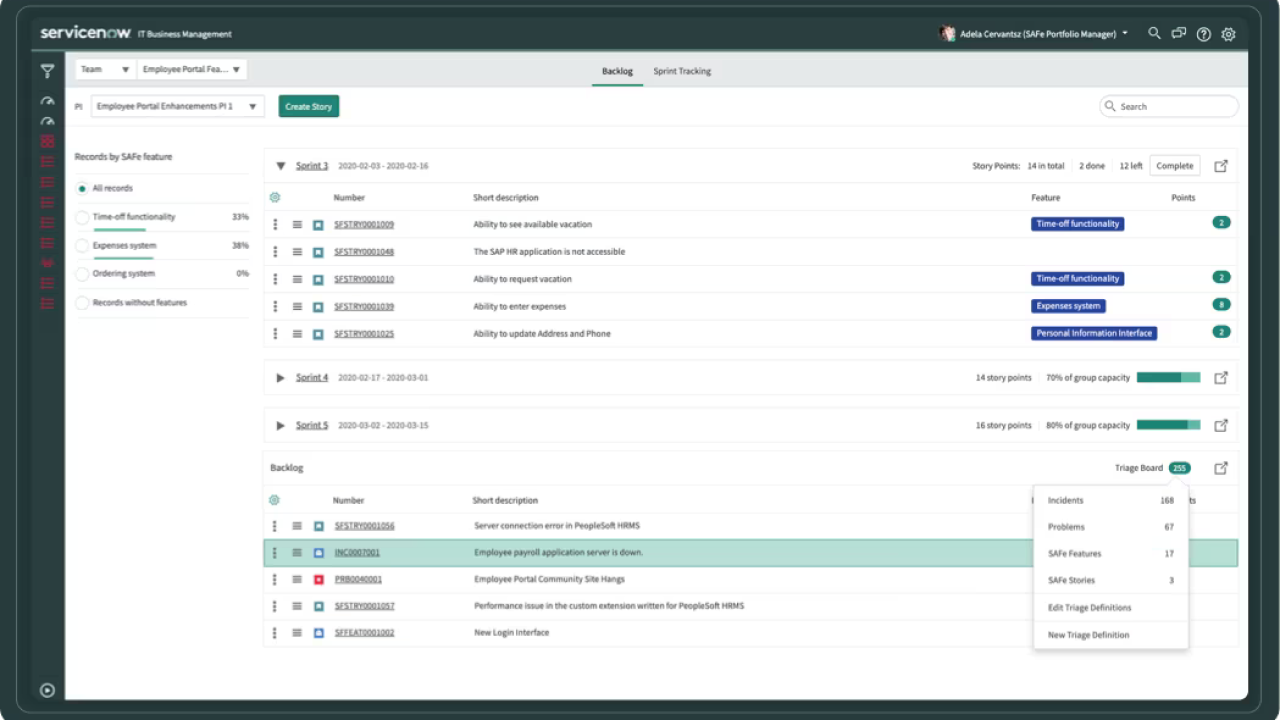 servicenow IT Business Management
Adela Cervantsz (SAFe Portfolio Manager)
Team
Employee Portal Fea...
Backlog
Sprint Tracking
PI
Employee Portal Enhancements PI 1
Create Story
Search
Records by SAFe feature
All records
Time-off functionality 33%
Expenses system 38%
Ordering system 0%
Records without features
Sprint 3 2020-02-03 - 2020-02-16 Story Points: 14 in total 2 done 12 left Complete
Number Short description Feature Points
SFSTRY0001009 Ability to see available vacation Time-off functionality 2
SFSTRY0001048 The SAP HR application is not accessible
SFSTRY0001010 Ability to request vacation Time-off functionality 2
SFSTRY0001039 Ability to enter expenses Expenses system 8
SFSTRY0001025 Ability to update Address and Phone Personal Information Interface 2
Sprint 4 2020-02-17 - 2020-03-01 14 story points 70% of group capacity
Sprint 5 2020-03-02 - 2020-03-15 16 story points 80% of group capacity
Backlog Triage Board 255
Number Short description
SFSTRY0001056 Server connection error in PeopleSoft HRMS
INC0007001 Employee payroll application server is down.
PRB0040001 Employee Portal Community Site Hangs
SFSTRY0001057 Performance issue in the custom extension written for PeopleSoft HRMS
SFFEAT0001002 New Login Interface
Incidents 168
Problems 67
SAFe Features 17
SAFe Stories 3
Edit Triage Definitions
New Triage Definition